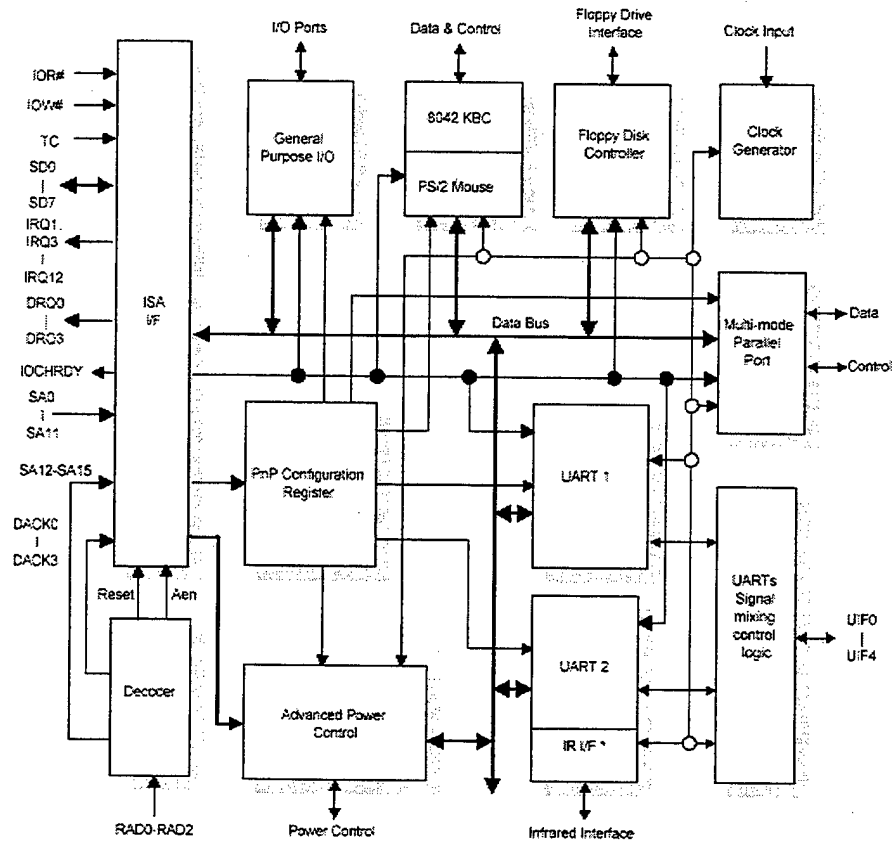 I/O Ports
Data & Control
Floppy Drive
Interface
Clock Input
IOR#
IOW#
TC
SD0
SD7
IRQ1.
IRQ3
IRQ12
DRQ0
DRQ3
IOCHRDY
SA0
SA11
SA12-SA15
DACK0
DACK3
ISA
I/F
General
Purpose I/O
8042 KBC
PS/2 Mouse
Floppy Disk
Controller
Clock
Generator
Data Bus
Multi-mode
Parallel
Port
Data
Control
PnP Configuration
Register
UART 1
UARTs
Signal
mixing
control
logic
UIF0
UIF4
Reset
Aen
Decocer
Advanced Power
Control
UART 2
IR I/F *
RAD0-RAD2
Power Control
Infrared Interface